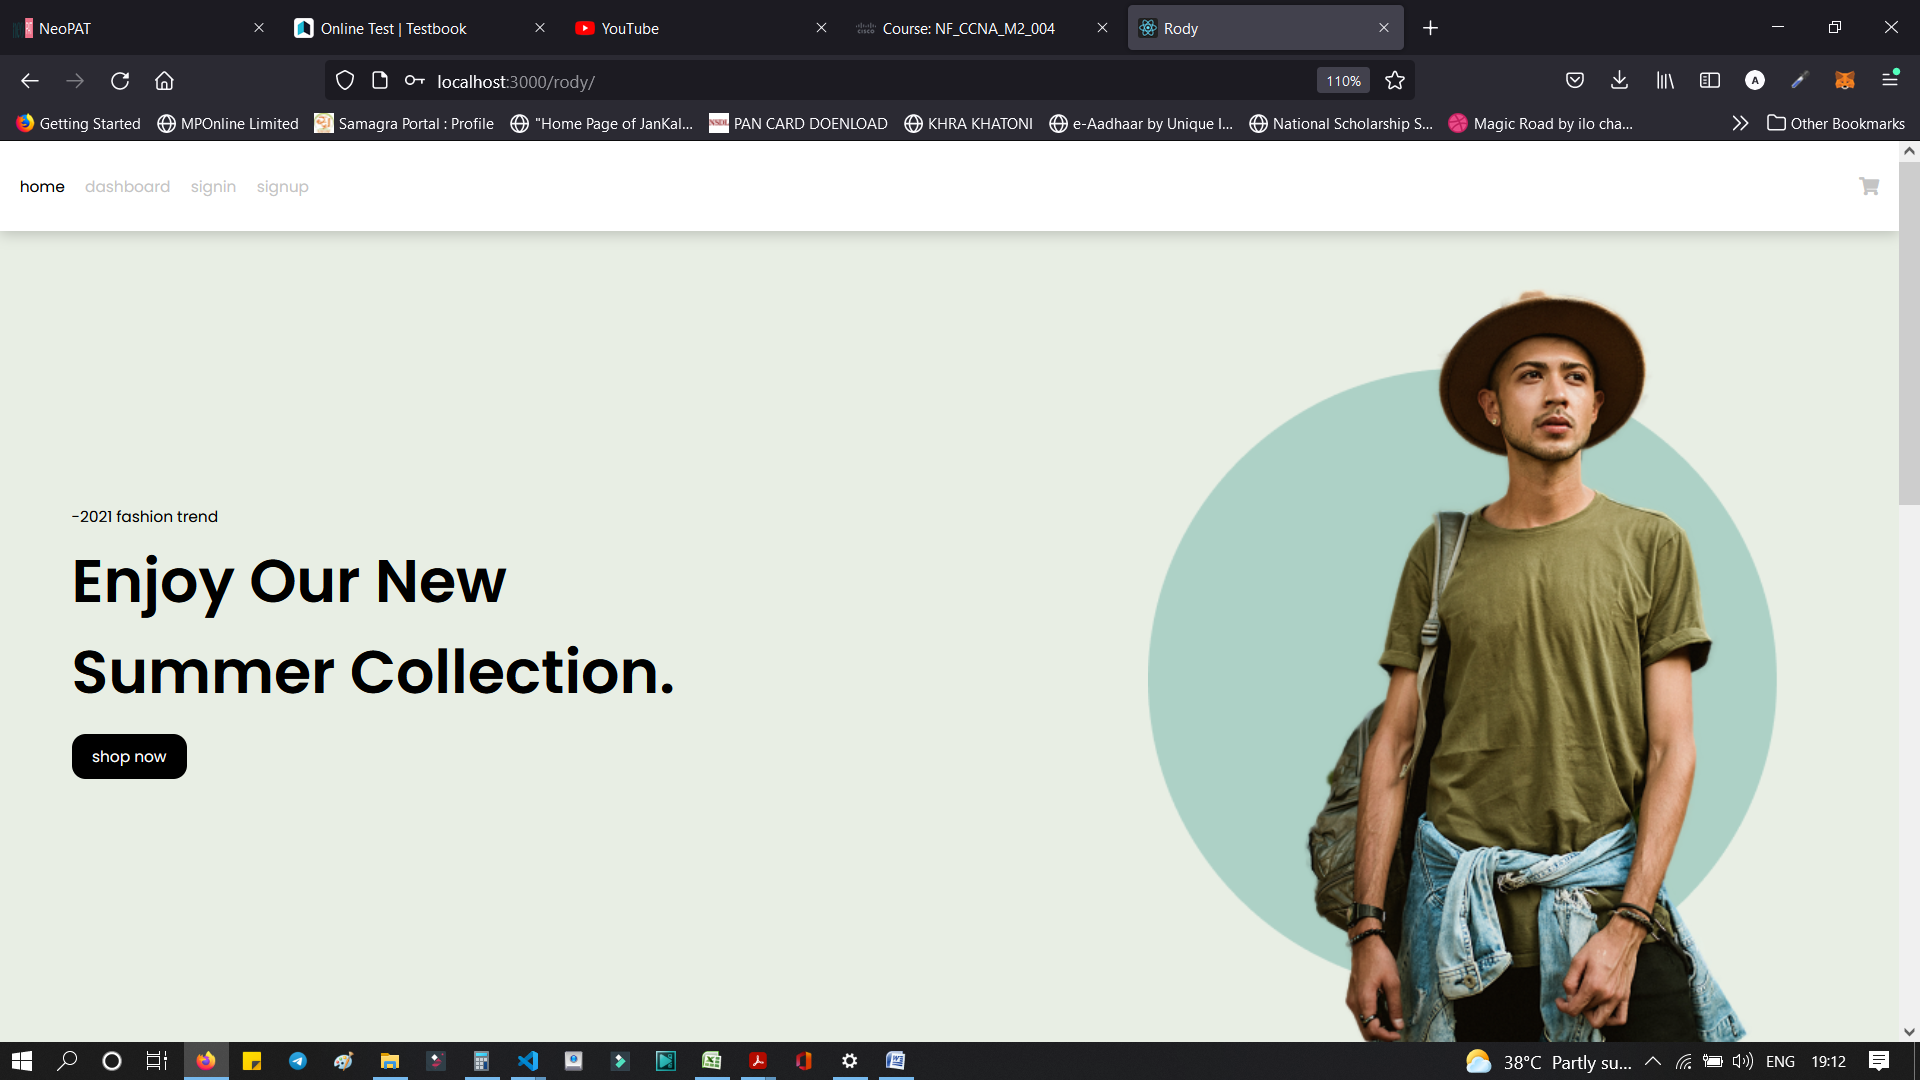 NeoPAT
Online Test | Testbook
YouTube
Course: NF_CCNA_M2_004
Rody
localhost:3000/rody/
110%
A
Getting Started
MPOnline Limited
Samagra Portal : Profile
"Home Page of JanKal...
NSDL
PAN CARD DOENLOAD
KHRA KHATONI
e-Aadhaar by Unique I...
National Scholarship S...
Magic Road by ilo cha...
Other Bookmarks
home
dashboard
signin
signup
-2021 fashion trend
Enjoy Our New
Summer Collection.
shop now
38°C Partly su...
ENG
19:12